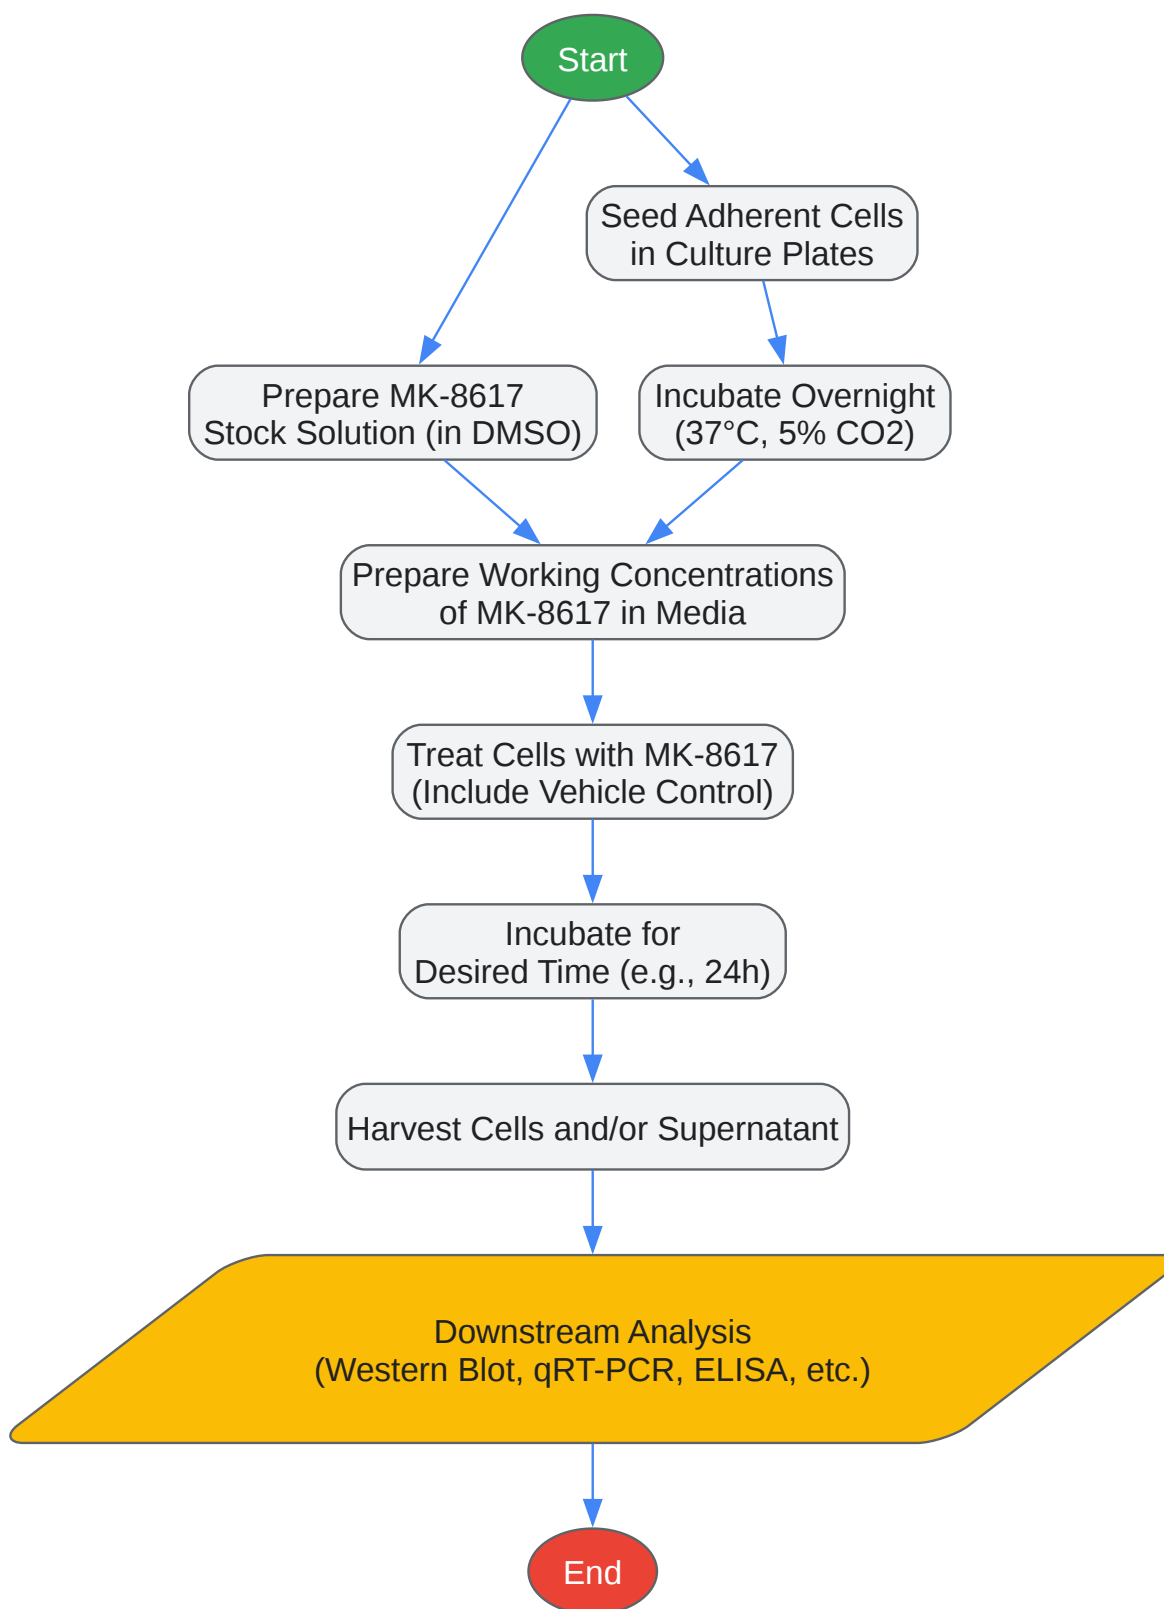 Start
Seed Adherent Cells
in Culture Plates
Prepare MK-8617
Stock Solution (in DMSO)
Incubate Overnight
(37°C, 5% CO2)
Prepare Working Concentrations
of MK-8617 in Media
Treat Cells with MK-8617
(Include Vehicle Control)
Incubate for
Desired Time (e.g., 24h)
Harvest Cells and/or Supernatant
Downstream Analysis
(Western Blot, qRT-PCR, ELISA, etc.)
End